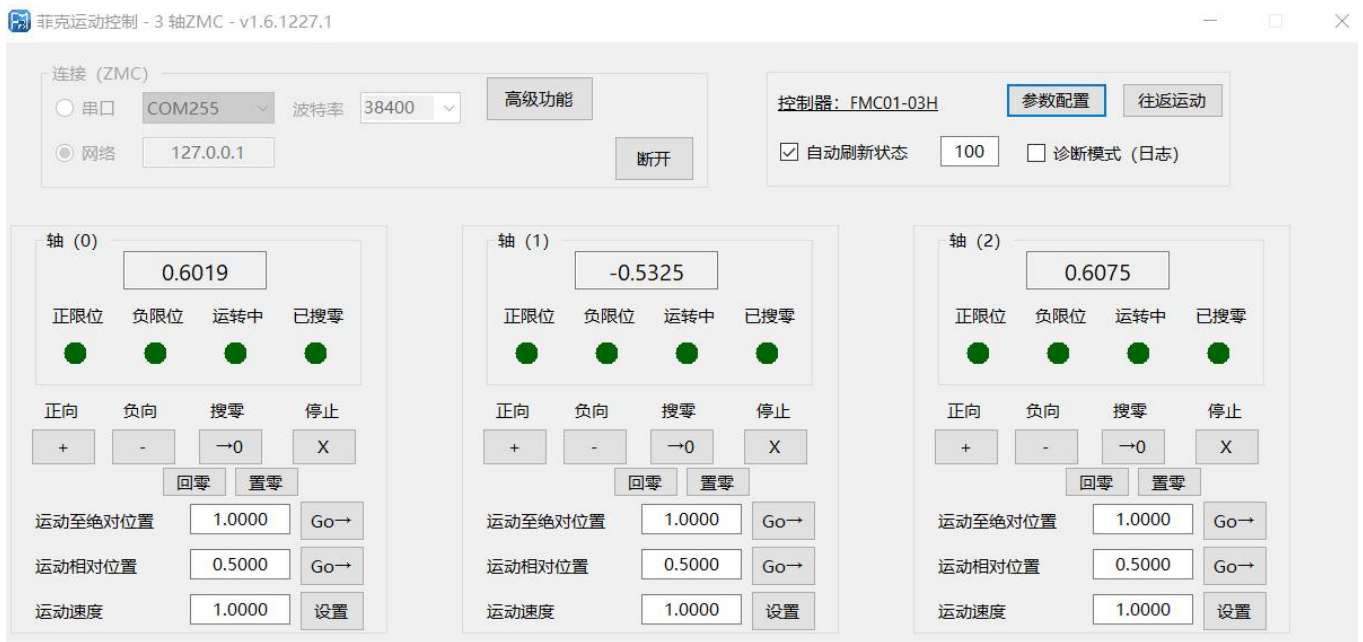 菲克运动控制 - 3 轴ZMC - v1.6.1227.1
连接 (ZMC)
串口 COM255 波特率 38400 高级功能
网络 127.0.0.1 断开
控制器: FMC01-03H 参数配置 往返运动
自动刷新状态 100 诊断模式 (日志)
轴 (0)
0.6019
正限位 负限位 运转中 已搜零
正向 负向 搜零 停止
+ - →0 X
回零 置零
运动至绝对位置 1.0000 Go→
运动相对位置 0.5000 Go→
运动速度 1.0000 设置
轴 (1)
-0.5325
正限位 负限位 运转中 已搜零
正向 负向 搜零 停止
+ - →0 X
回零 置零
运动至绝对位置 1.0000 Go→
运动相对位置 0.5000 Go→
运动速度 1.0000 设置
轴 (2)
0.6075
正限位 负限位 运转中 已搜零
正向 负向 搜零 停止
+ - →0 X
回零 置零
运动至绝对位置 1.0000 Go→
运动相对位置 0.5000 Go→
运动速度 1.0000 设置